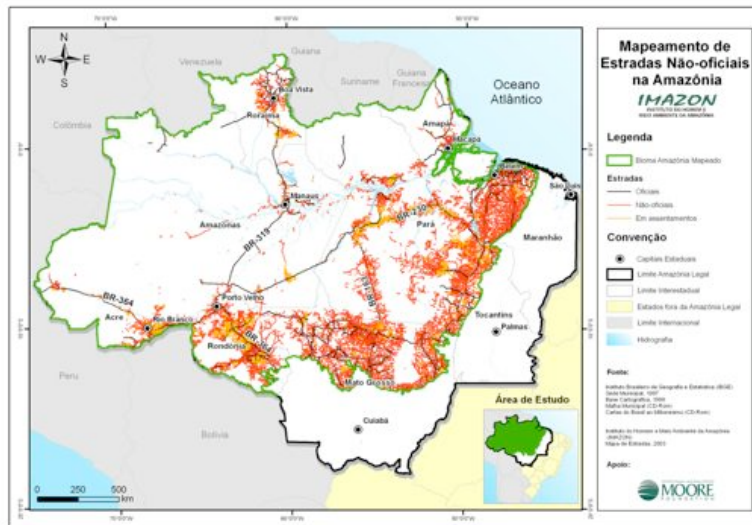 Mapeamento de
Estradas Não-oficiais
na Amazônia
IMAZON
Legenda
Bioma Amazônia Mapeado
Estradas
Oficiais
Não-oficiais
Em assentamentos
Convenção
Capitais Estaduais
Limite Amazônia Legal
Limite Interestadual
Estados fora da Amazônia Legal
Limite Internacional
Hidrografia
Fonte:
Apoio:
MOORE
FOUNDATION
N
W E
S
Venezuela
Guiana
Suriname
Guiana
Francesa
Colômbia
Oceano
Atlântico
Boa Vista
Roraima
Amapá
Macapá
Belém
São Luís
Manaus
Amazonas
BR-319
BR-230
Pará
BR-163
Maranhão
BR-364
Porto Velho
Acre
Rio Branco
Rondônia
BR-364
Tocantins
Palmas
Mato Grosso
Cuiabá
Peru
Bolívia
Área de Estudo
0 250 500
km